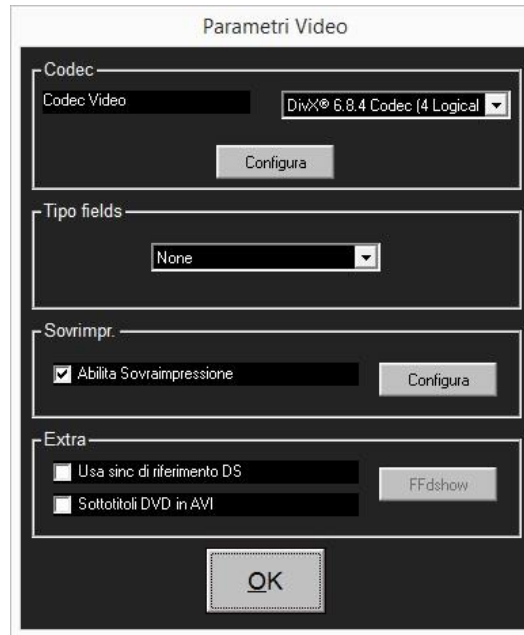 Parametri Video
Codec
Codec Video
DivX® 6.8.4 Codec (4 Logical
Configura
Tipo fields
None
Sovrimpr.
Abilita Sovraimpressione
Configura
Extra
Usa sinc di riferimento DS
FFdshow
Sottotitoli DVD in AVI
OK